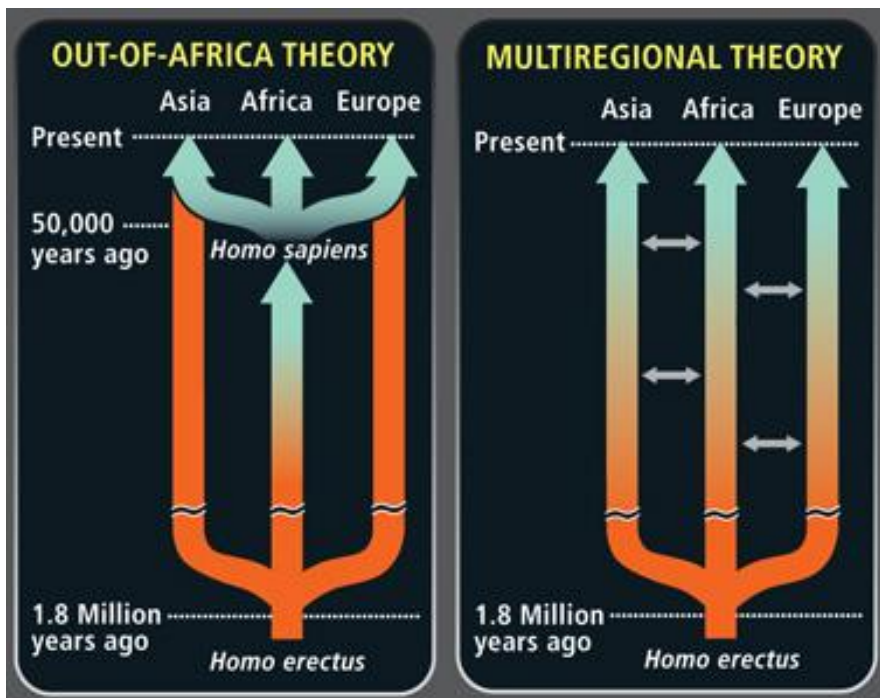 OUT-OF-AFRICA THEORY
Asia Africa Europe
Present
50,000
years ago
Homo sapiens
1.8 Million
years ago
Homo erectus
MULTIREGIONAL THEORY
Asia Africa Europe
Present
1.8 Million
years ago
Homo erectus